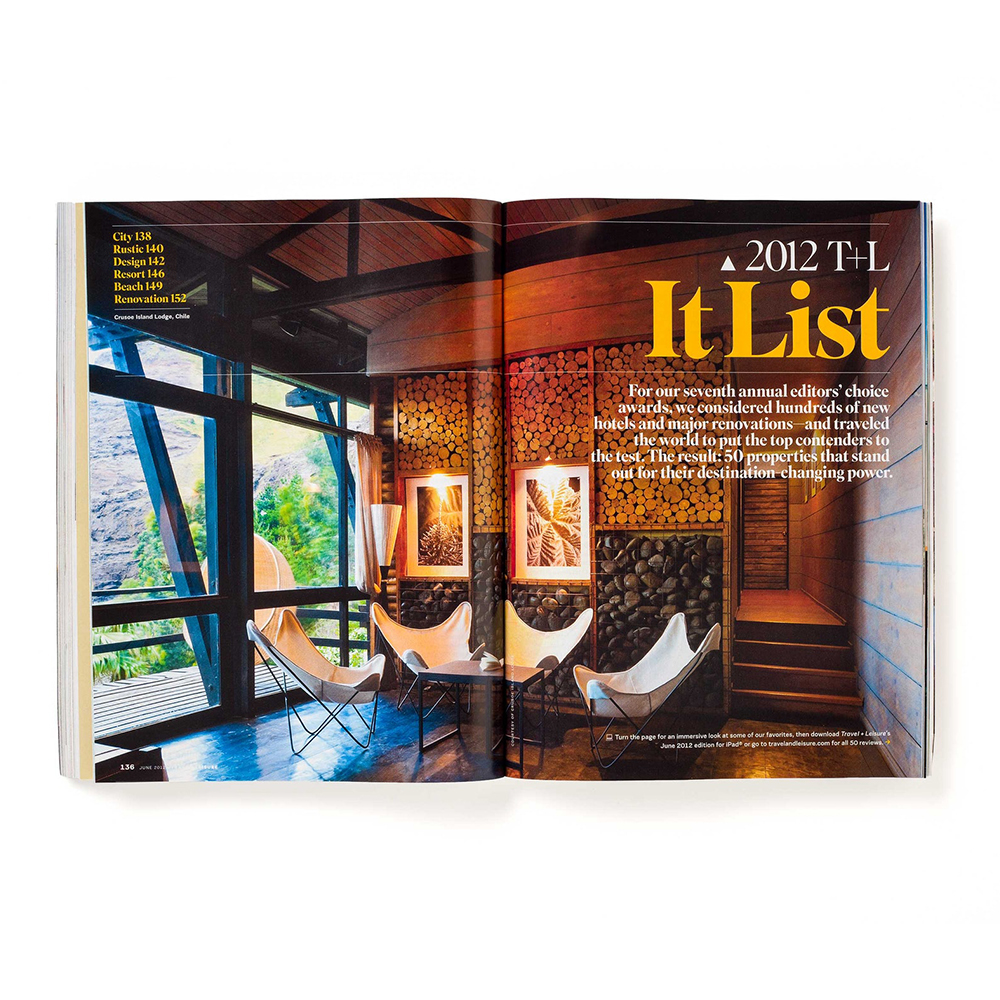 City 138
Rustic 140
Design 142
Resort 146
Beach 149
Renovation 152
Crusoe Island Lodge, Chile
▲ 2012 T+L
It List
For our seventh annual editors' choice
awards, we considered hundreds of new
hotels and major renovations—and traveled
the world to put the top contenders to
the test. The result: 50 properties that stand
out for their destination-changing power.
Turn the page for an immersive look at some of our favorites, then download Travel + Leisure's
June 2012 edition for iPad® or go to travelandleisure.com for all 50 reviews.
COURTESY OF
136 JUNE